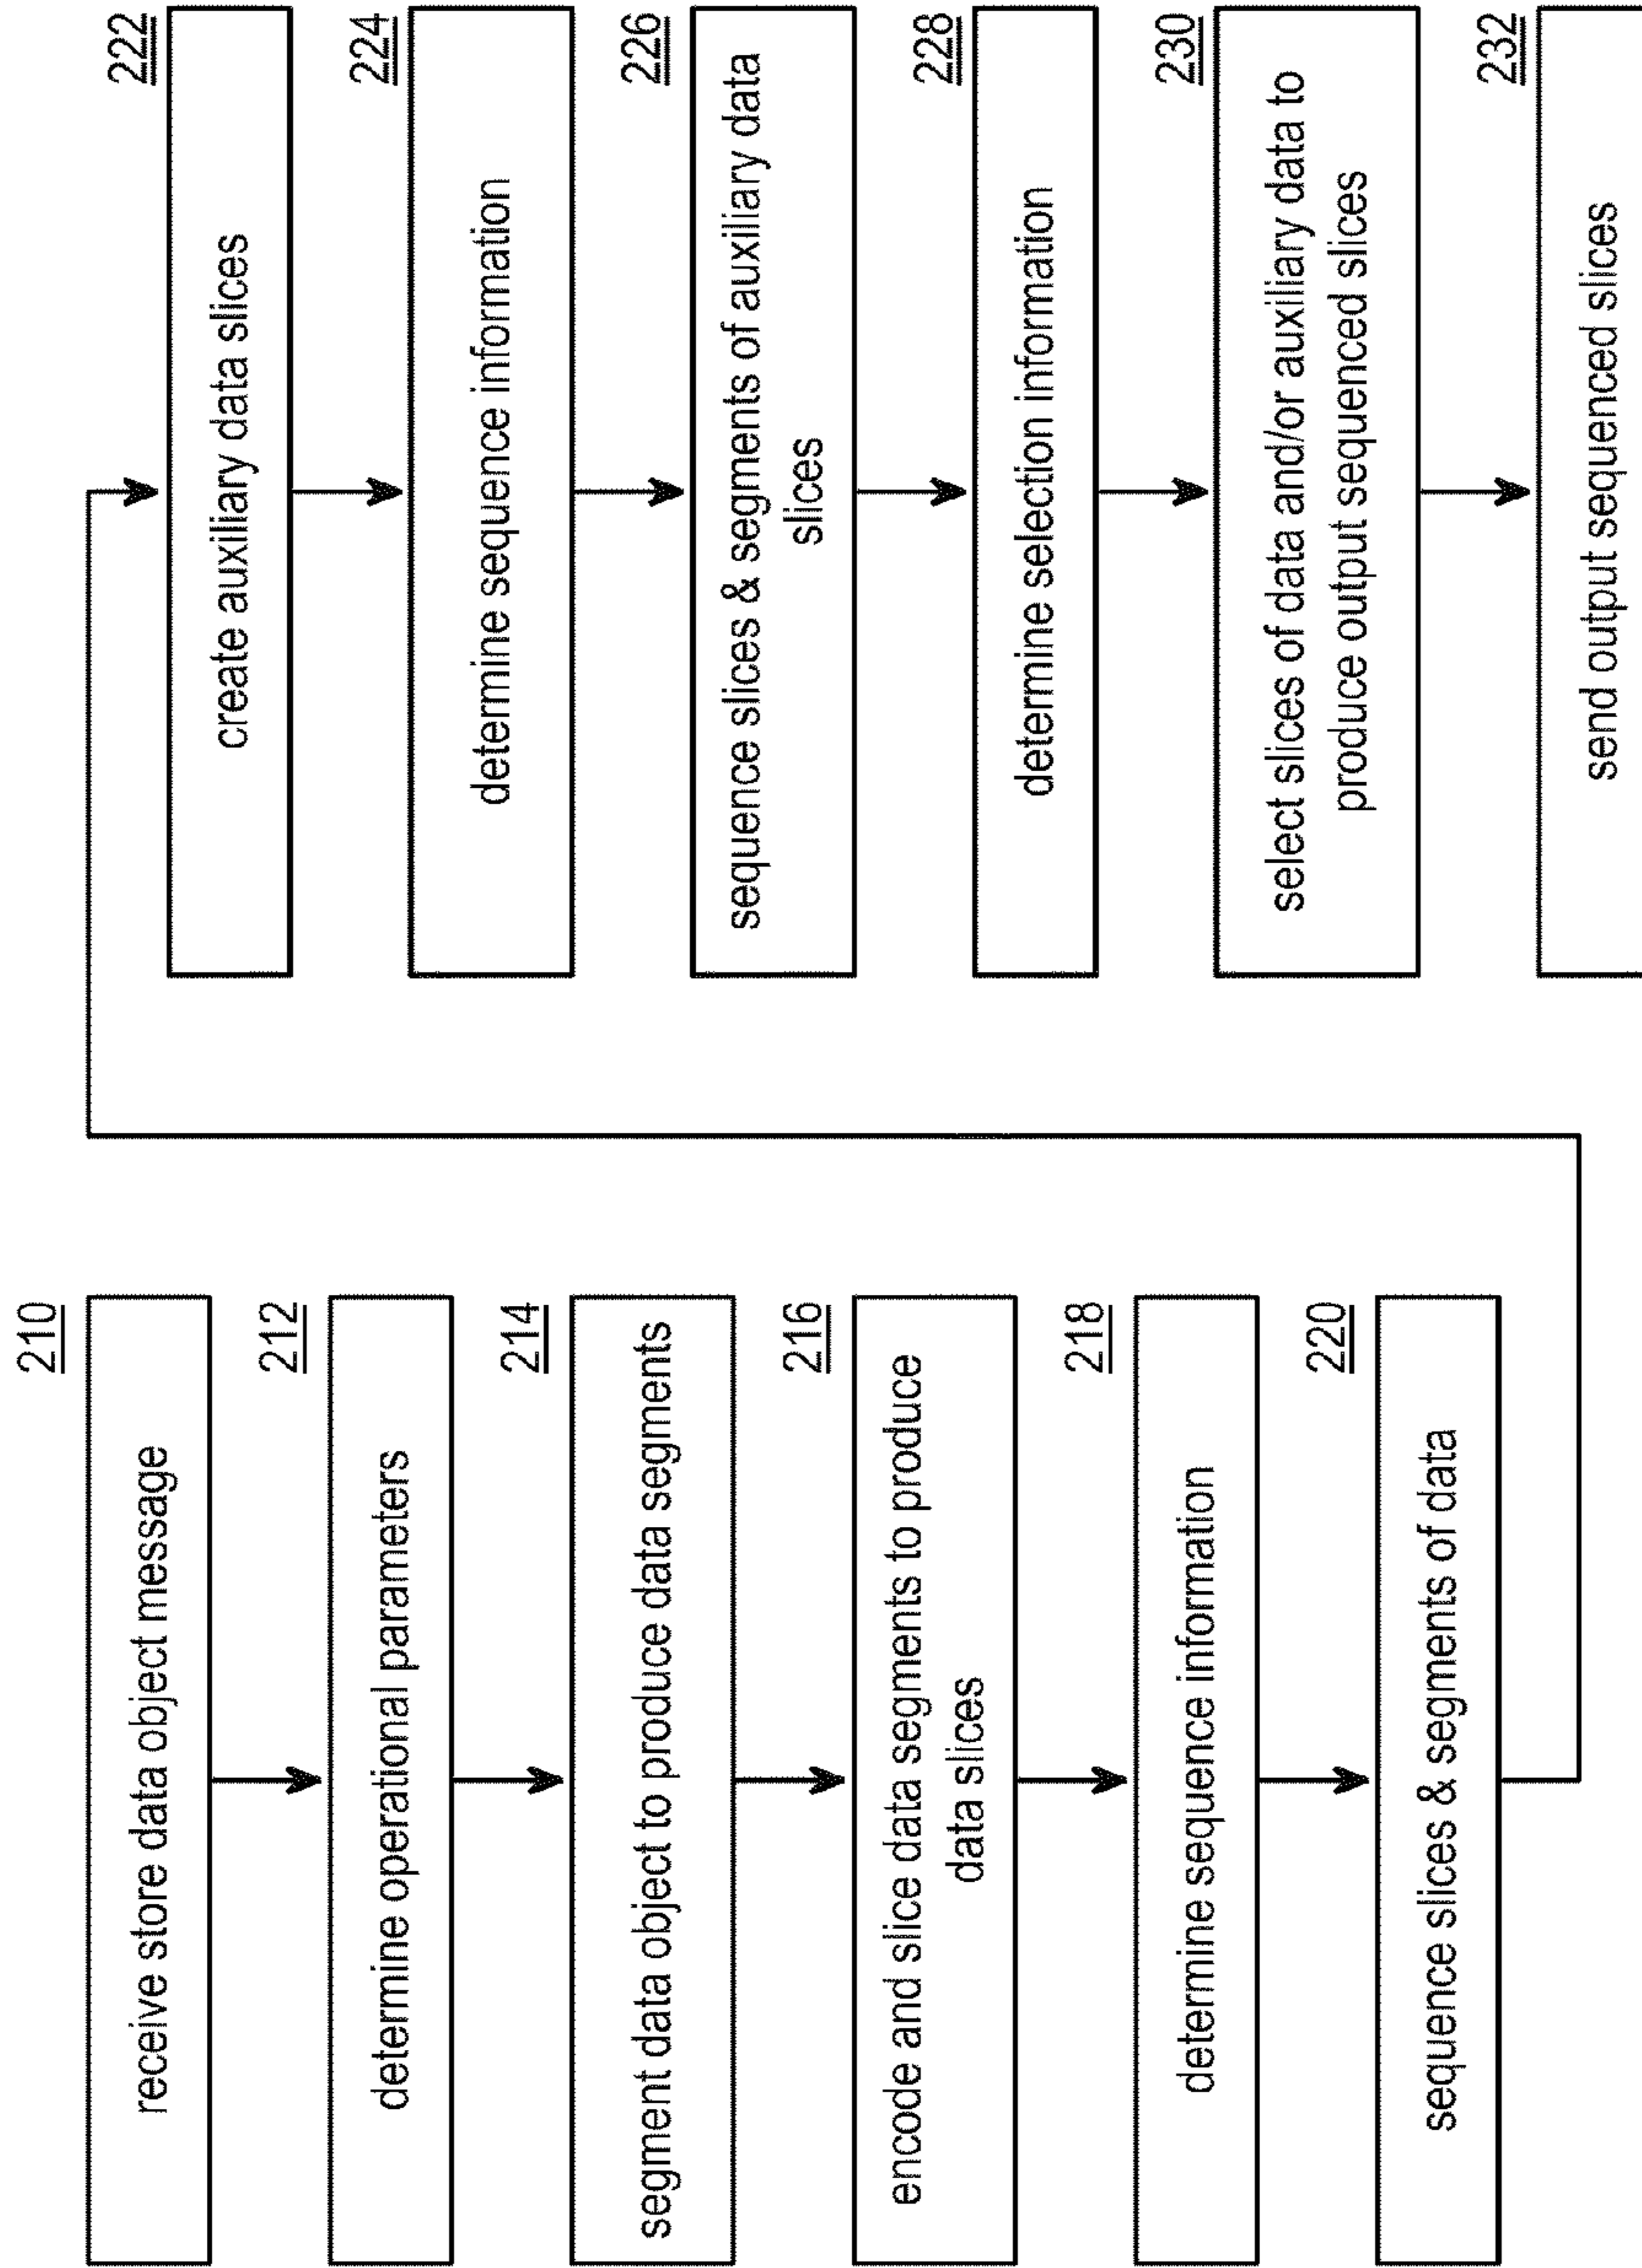 210
receive store data object message
212
determine operational parameters
214
segment data object to produce data segments
216
encode and slice data segments to produce
data slices
218
determine sequence information
220
sequence slices & segments of data
222
create auxiliary data slices
224
determine sequence information
226
sequence slices & segments of auxiliary data
slices
228
determine selection information
230
select slices of data and/or auxiliary data to
produce output sequenced slices
232
send output sequenced slices